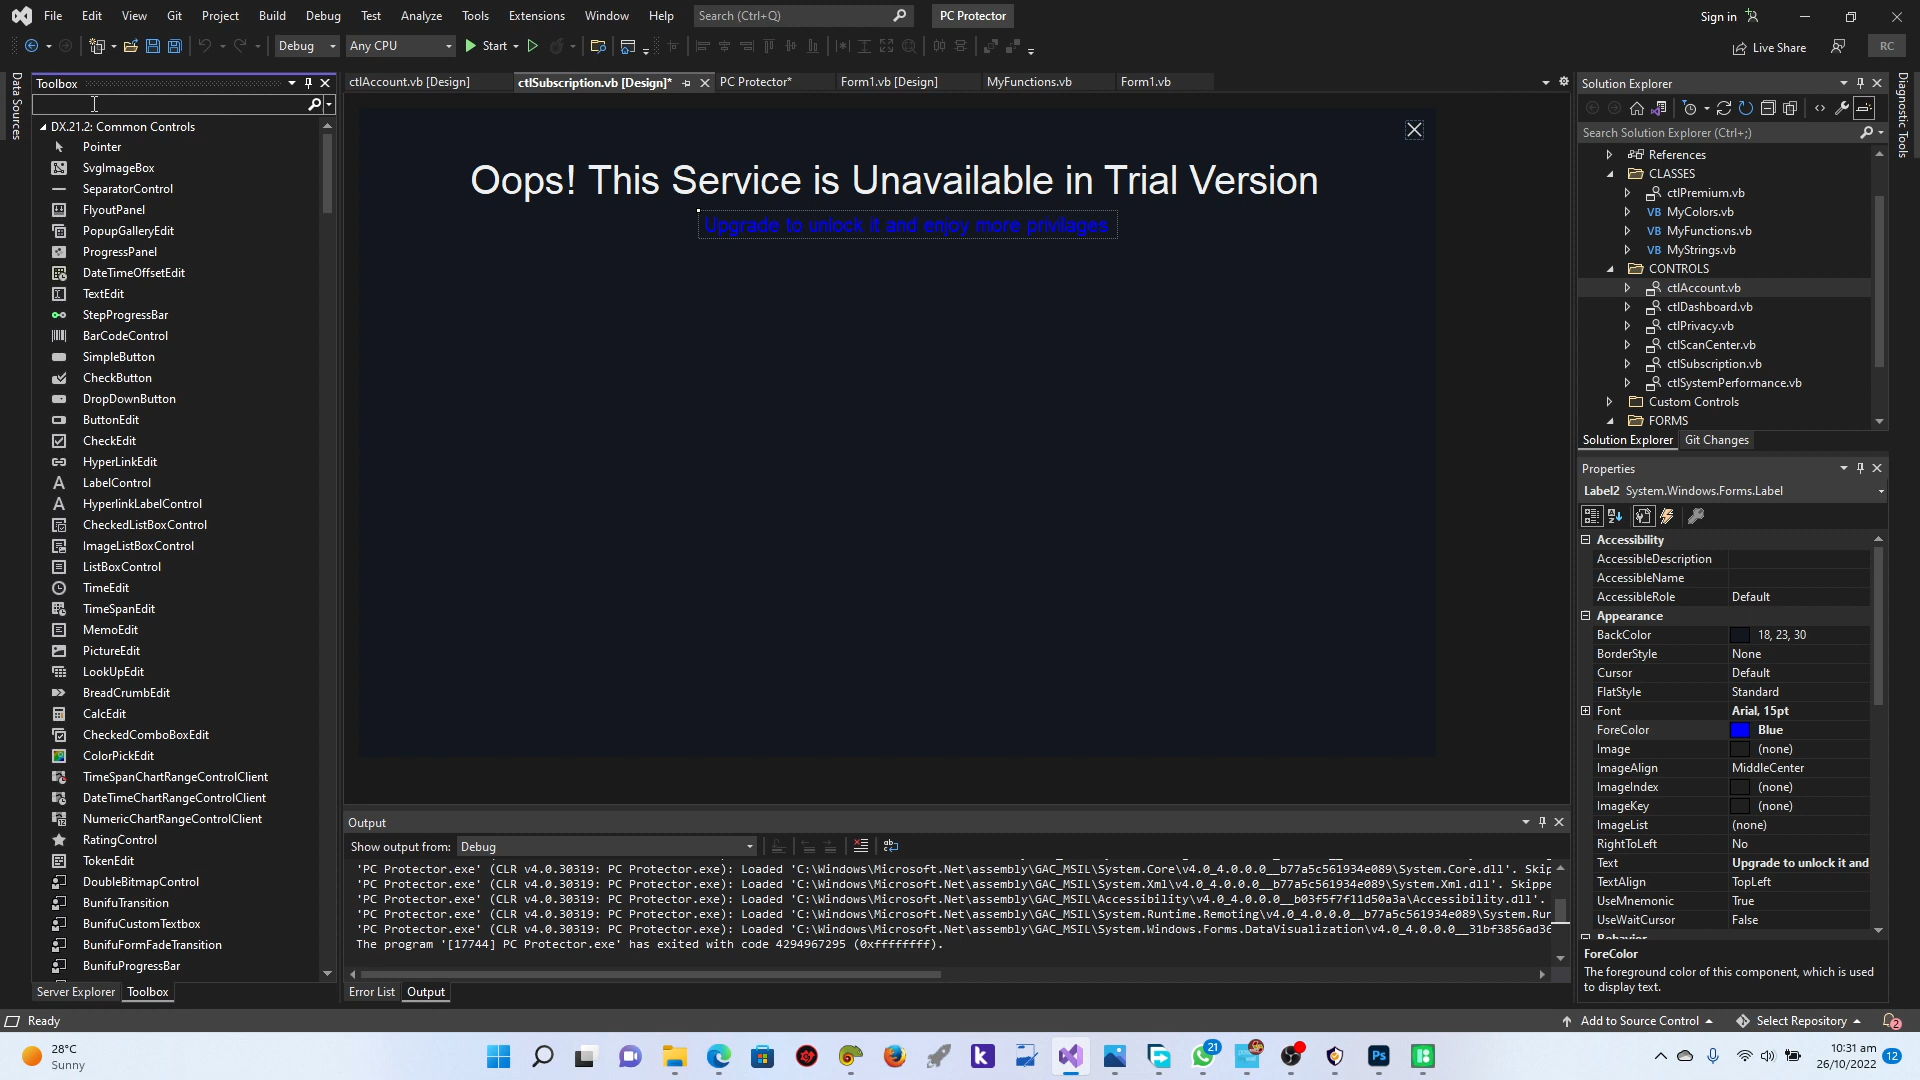 File Edit View Git Project Build Debug Test Analyze Tools Extensions Window Help Search (Ctrl+Q) PC Protector Sign in
Debug Any CPU Start Live Share RC
Data Sources
Toolbox
DX.21.2: Common Controls
Pointer
SvgImageBox
SeparatorControl
FlyoutPanel
PopupGalleryEdit
ProgressPanel
DateTimeOffsetEdit
TextEdit
StepProgressBar
BarCodeControl
SimpleButton
CheckButton
DropDownButton
ButtonEdit
CheckEdit
HyperLinkEdit
LabelControl
HyperlinkLabelControl
CheckedListBoxControl
ImageListBoxControl
ListBoxControl
TimeEdit
TimeSpanEdit
MemoEdit
PictureEdit
LookUpEdit
BreadCrumbEdit
CalcEdit
CheckedComboBoxEdit
ColorPickEdit
TimeSpanChartRangeControlClient
DateTimeChartRangeControlClient
NumericChartRangeControlClient
RatingControl
TokenEdit
DoubleBitmapControl
BunifuTransition
BunifuCustomTextbox
BunifuFormFadeTransition
BunifuProgressBar
Server Explorer Toolbox
ctlAccount.vb [Design] ctlSubscription.vb [Design]* PC Protector* Form1.vb [Design] MyFunctions.vb Form1.vb
Oops! This Service is Unavailable in Trial Version
Upgrade to unlock it and enjoy more privilages
Output
Show output from: Debug
'PC Protector.exe' (CLR v4.0.30319: PC Protector.exe): Loaded 'C:\Windows\Microsoft.Net\assembly\GAC_MSIL\System.Core\v4.0_4.0.0.0__b77a5c561934e089\System.Core.dll'. Skip
'PC Protector.exe' (CLR v4.0.30319: PC Protector.exe): Loaded 'C:\Windows\Microsoft.Net\assembly\GAC_MSIL\System.Xml\v4.0_4.0.0.0__b77a5c561934e089\System.Xml.dll'. Skippe
'PC Protector.exe' (CLR v4.0.30319: PC Protector.exe): Loaded 'C:\Windows\Microsoft.Net\assembly\GAC_MSIL\Accessibility\v4.0_4.0.0.0__b03f5f7f11d50a3a\Accessibility.dll'.
'PC Protector.exe' (CLR v4.0.30319: PC Protector.exe): Loaded 'C:\Windows\Microsoft.Net\assembly\GAC_MSIL\System.Runtime.Remoting\v4.0_4.0.0.0__b77a5c561934e089\System.Rur
'PC Protector.exe' (CLR v4.0.30319: PC Protector.exe): Loaded 'C:\Windows\Microsoft.Net\assembly\GAC_MSIL\System.Windows.Forms.DataVisualization\v4.0_4.0.0.0__31bf3856ad36
The program '[17744] PC Protector.exe' has exited with code 4294967295 (0xffffffff).
Error List Output
Solution Explorer
Search Solution Explorer (Ctrl+;)
References
CLASSES
ctlPremium.vb
VB MyColors.vb
VB MyFunctions.vb
VB MyStrings.vb
CONTROLS
ctlAccount.vb
ctlDashboard.vb
ctlPrivacy.vb
ctlScanCenter.vb
ctlSubscription.vb
ctlSystemPerformance.vb
Custom Controls
FORMS
Solution Explorer Git Changes
Properties
Label2 System.Windows.Forms.Label
Accessibility
AccessibleDescription
AccessibleName
AccessibleRole Default
Appearance
BackColor 18, 23, 30
BorderStyle None
Cursor Default
FlatStyle Standard
Font Arial, 15pt
ForeColor Blue
Image (none)
ImageAlign MiddleCenter
ImageIndex (none)
ImageKey (none)
ImageList (none)
RightToLeft No
Text Upgrade to unlock it and
TextAlign TopLeft
UseMnemonic True
UseWaitCursor False
Behavior
ForeColor
The foreground color of this component, which is used
to display text.
Diagnostic Tools
Ready Add to Source Control Select Repository 2
28°C
Sunny
21
Ps
10:31 am
26/10/2022
12